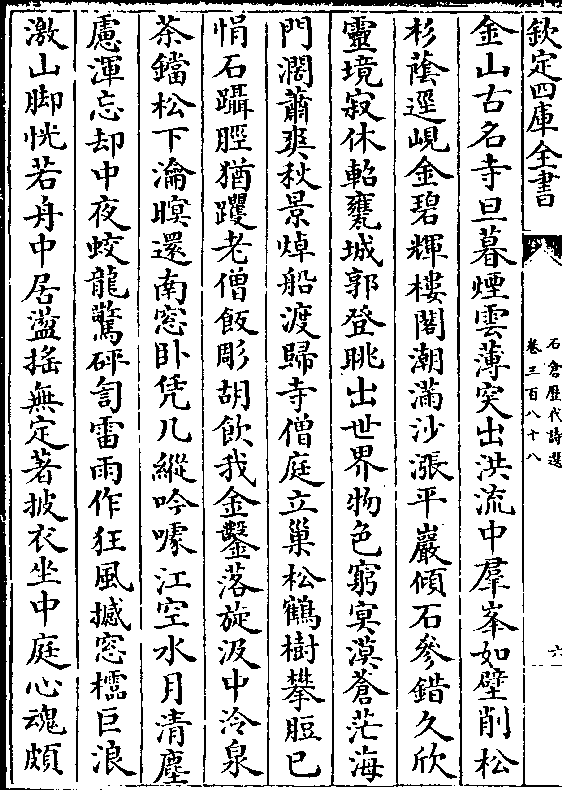 欽定四庫全書
石倉歷代詩選
卷三百八十八
六
金山古名寺旦暮煙雲薄突出洪流中羣峯如壁削松
杉蔭逕峴金碧輝樓閣潮滿沙漲平巖傾石參錯久欣
靈境寂休軺甕城郭登眺出世界物色窮冥漠蒼茫海
門濶蕭爽秋景焯船渡歸寺僧庭立巢松鶴樹攀脰已
悁石躡脛猶躩老僧飯彫胡飲我金鑿落旋汲中泠泉
茶鐺松下瀹暝還南窓卧凭几縱吟噱江空水月清塵
慮渾忘却中夜蛟龍驚砰訇雷雨作狂風撼窓櫺巨浪
激山脚恍若舟中居盪搖無定著披衣坐中庭心魂頗